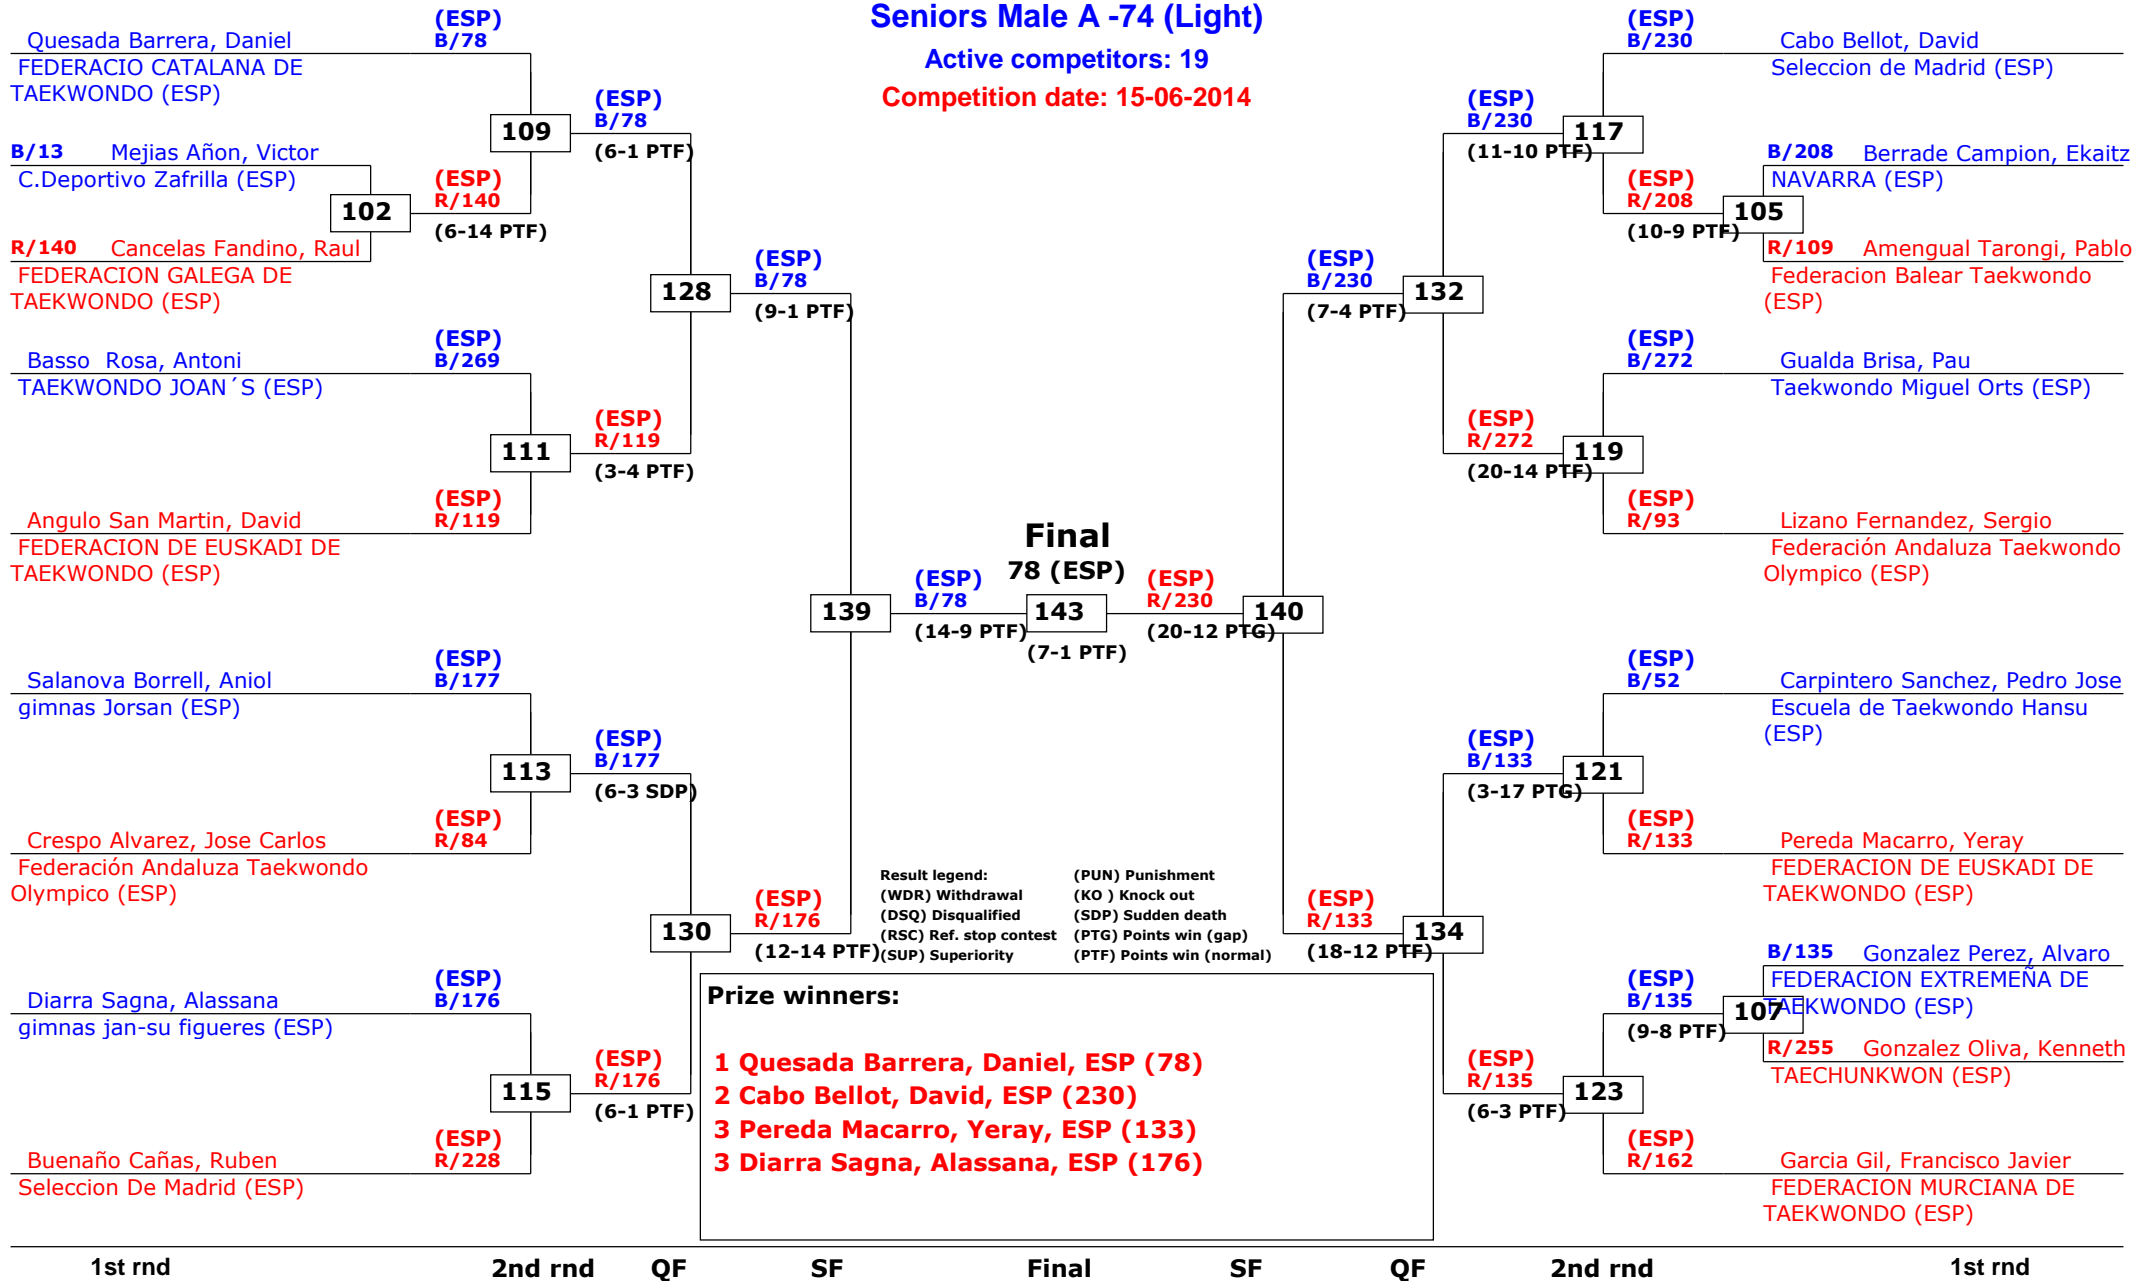 Seniors Male A -74 (Light)
Active competitors: 19
Competition date: 15-06-2014
Quesada Barrera, Daniel
(ESP)
B/78
FEDERACIO CATALANA DE
TAEKWONDO (ESP)
B/13 Mejias Añon, Victor
C.Deportivo Zafrilla (ESP)
102
R/140 Cancelas Fandino, Raul
FEDERACION GALEGA DE
TAEKWONDO (ESP)
(ESP)
R/140
(6-14 PTF)
109
(ESP)
B/78
(6-1 PTF)
Basso  Rosa, Antoni
(ESP)
B/269
TAEKWONDO JOAN´S (ESP)
111
(ESP)
R/119
(3-4 PTF)
Angulo San Martin, David
(ESP)
R/119
FEDERACION DE EUSKADI DE
TAEKWONDO (ESP)
128
(ESP)
B/78
(9-1 PTF)
Salanova Borrell, Aniol
(ESP)
B/177
gimnas Jorsan (ESP)
113
(ESP)
B/177
(6-3 SDP)
Crespo Alvarez, Jose Carlos
(ESP)
R/84
Federación Andaluza Taekwondo
Olympico (ESP)
130
(ESP)
R/176
(12-14 PTF)
Diarra Sagna, Alassana
(ESP)
B/176
gimnas jan-su figueres (ESP)
115
(ESP)
R/176
(6-1 PTF)
Buenaño Cañas, Ruben
(ESP)
R/228
Seleccion De Madrid (ESP)
139
(ESP)
B/78
(14-9 PTF)
Final
78 (ESP)
143
(7-1 PTF)
(ESP)
R/230
(20-12 PTG)
140
(ESP)
B/230
Cabo Bellot, David
Seleccion de Madrid (ESP)
117
(ESP)
B/230
(11-10 PTF)
B/208 Berrade Campion, Ekaitz
NAVARRA (ESP)
105
(ESP)
R/208
(10-9 PTF)
R/109 Amengual Tarongi, Pablo
Federacion Balear Taekwondo
(ESP)
132
(ESP)
B/230
(7-4 PTF)
(ESP)
B/272
Gualda Brisa, Pau
Taekwondo Miguel Orts (ESP)
119
(ESP)
R/272
(20-14 PTF)
(ESP)
R/93
Lizano Fernandez, Sergio
Federación Andaluza Taekwondo
Olympico (ESP)
(ESP)
B/52
Carpintero Sanchez, Pedro Jose
Escuela de Taekwondo Hansu
(ESP)
121
(ESP)
B/133
(3-17 PTG)
(ESP)
R/133
Pereda Macarro, Yeray
FEDERACION DE EUSKADI DE
TAEKWONDO (ESP)
134
(ESP)
R/133
(18-12 PTF)
B/135 Gonzalez Perez, Alvaro
FEDERACION EXTREMEÑA DE
TAEKWONDO (ESP)
107
(ESP)
B/135
(9-8 PTF)
R/255 Gonzalez Oliva, Kenneth
TAECHUNKWON (ESP)
123
(ESP)
R/135
(6-3 PTF)
(ESP)
R/162
Garcia Gil, Francisco Javier
FEDERACION MURCIANA DE
TAEKWONDO (ESP)
Result legend:
(WDR) Withdrawal
(DSQ) Disqualified
(RSC) Ref. stop contest
(SUP) Superiority
(PUN) Punishment
(KO ) Knock out
(SDP) Sudden death
(PTG) Points win (gap)
(PTF) Points win (normal)
Prize winners:
1 Quesada Barrera, Daniel, ESP (78)
2 Cabo Bellot, David, ESP (230)
3 Pereda Macarro, Yeray, ESP (133)
3 Diarra Sagna, Alassana, ESP (176)
1st rnd 2nd rnd QF SF Final SF QF 2nd rnd 1st rnd